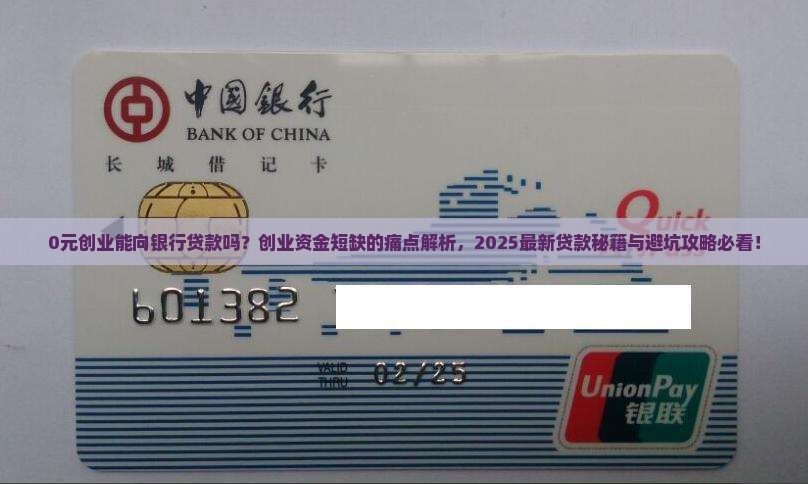 中国銀行
BANK OF CHINA
长城借记卡
Quick
Pass
0元创业能向银行贷款吗？创业资金短缺的痛点解析，2025最新贷款秘籍与避坑攻略必看！
601382
VALID
THRU
02/25
UnionPay
银联